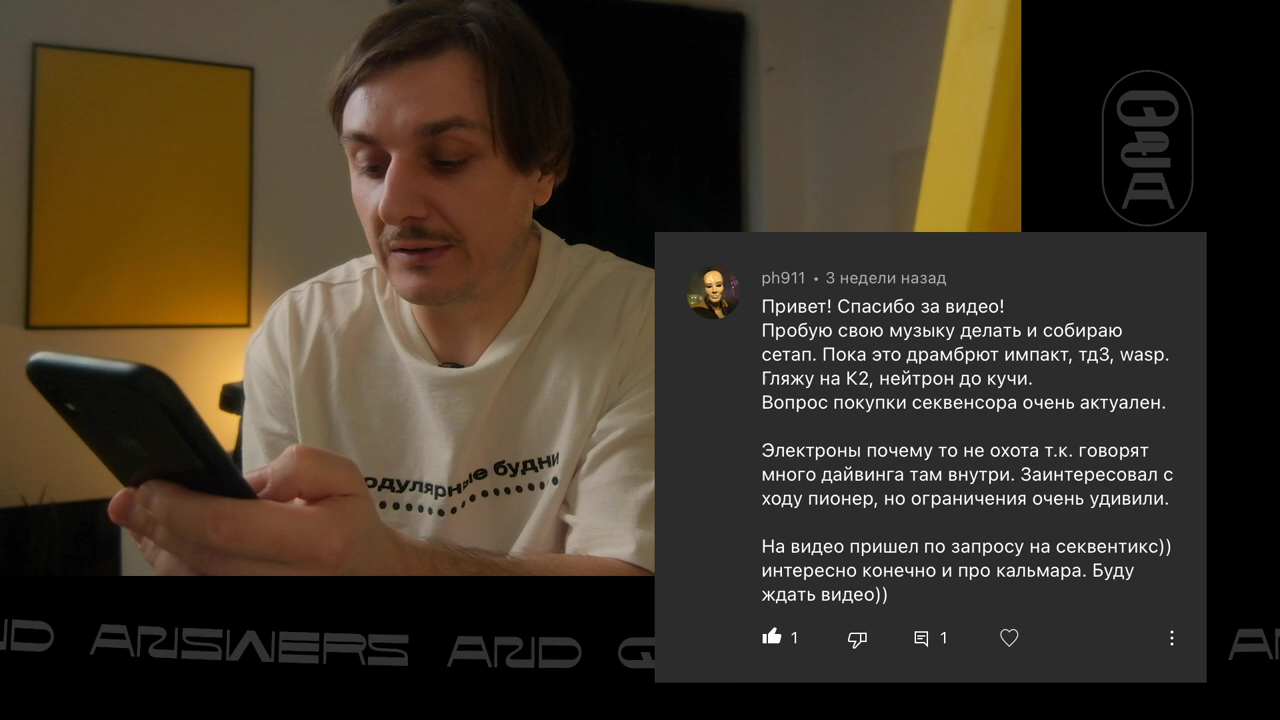 Q&A
одулярные будни
ph911 • 3 недели назад
Привет! Спасибо за видео!
Пробую свою музыку делать и собираю
сетап. Пока это драмбрют импакт, тд3, wasp.
Гляжу на К2, нейтрон до кучи.
Вопрос покупки секвенсора очень актуален.
Электроны почему то не охота т.к. говорят
много дайвинга там внутри. Заинтересовал с
ходу пионер, но ограничения очень удивили.
На видео пришел по запросу на секвентикс))
интересно конечно и про кальмара. Буду
ждать видео))
1 1
ND ANSWERS AND Q A